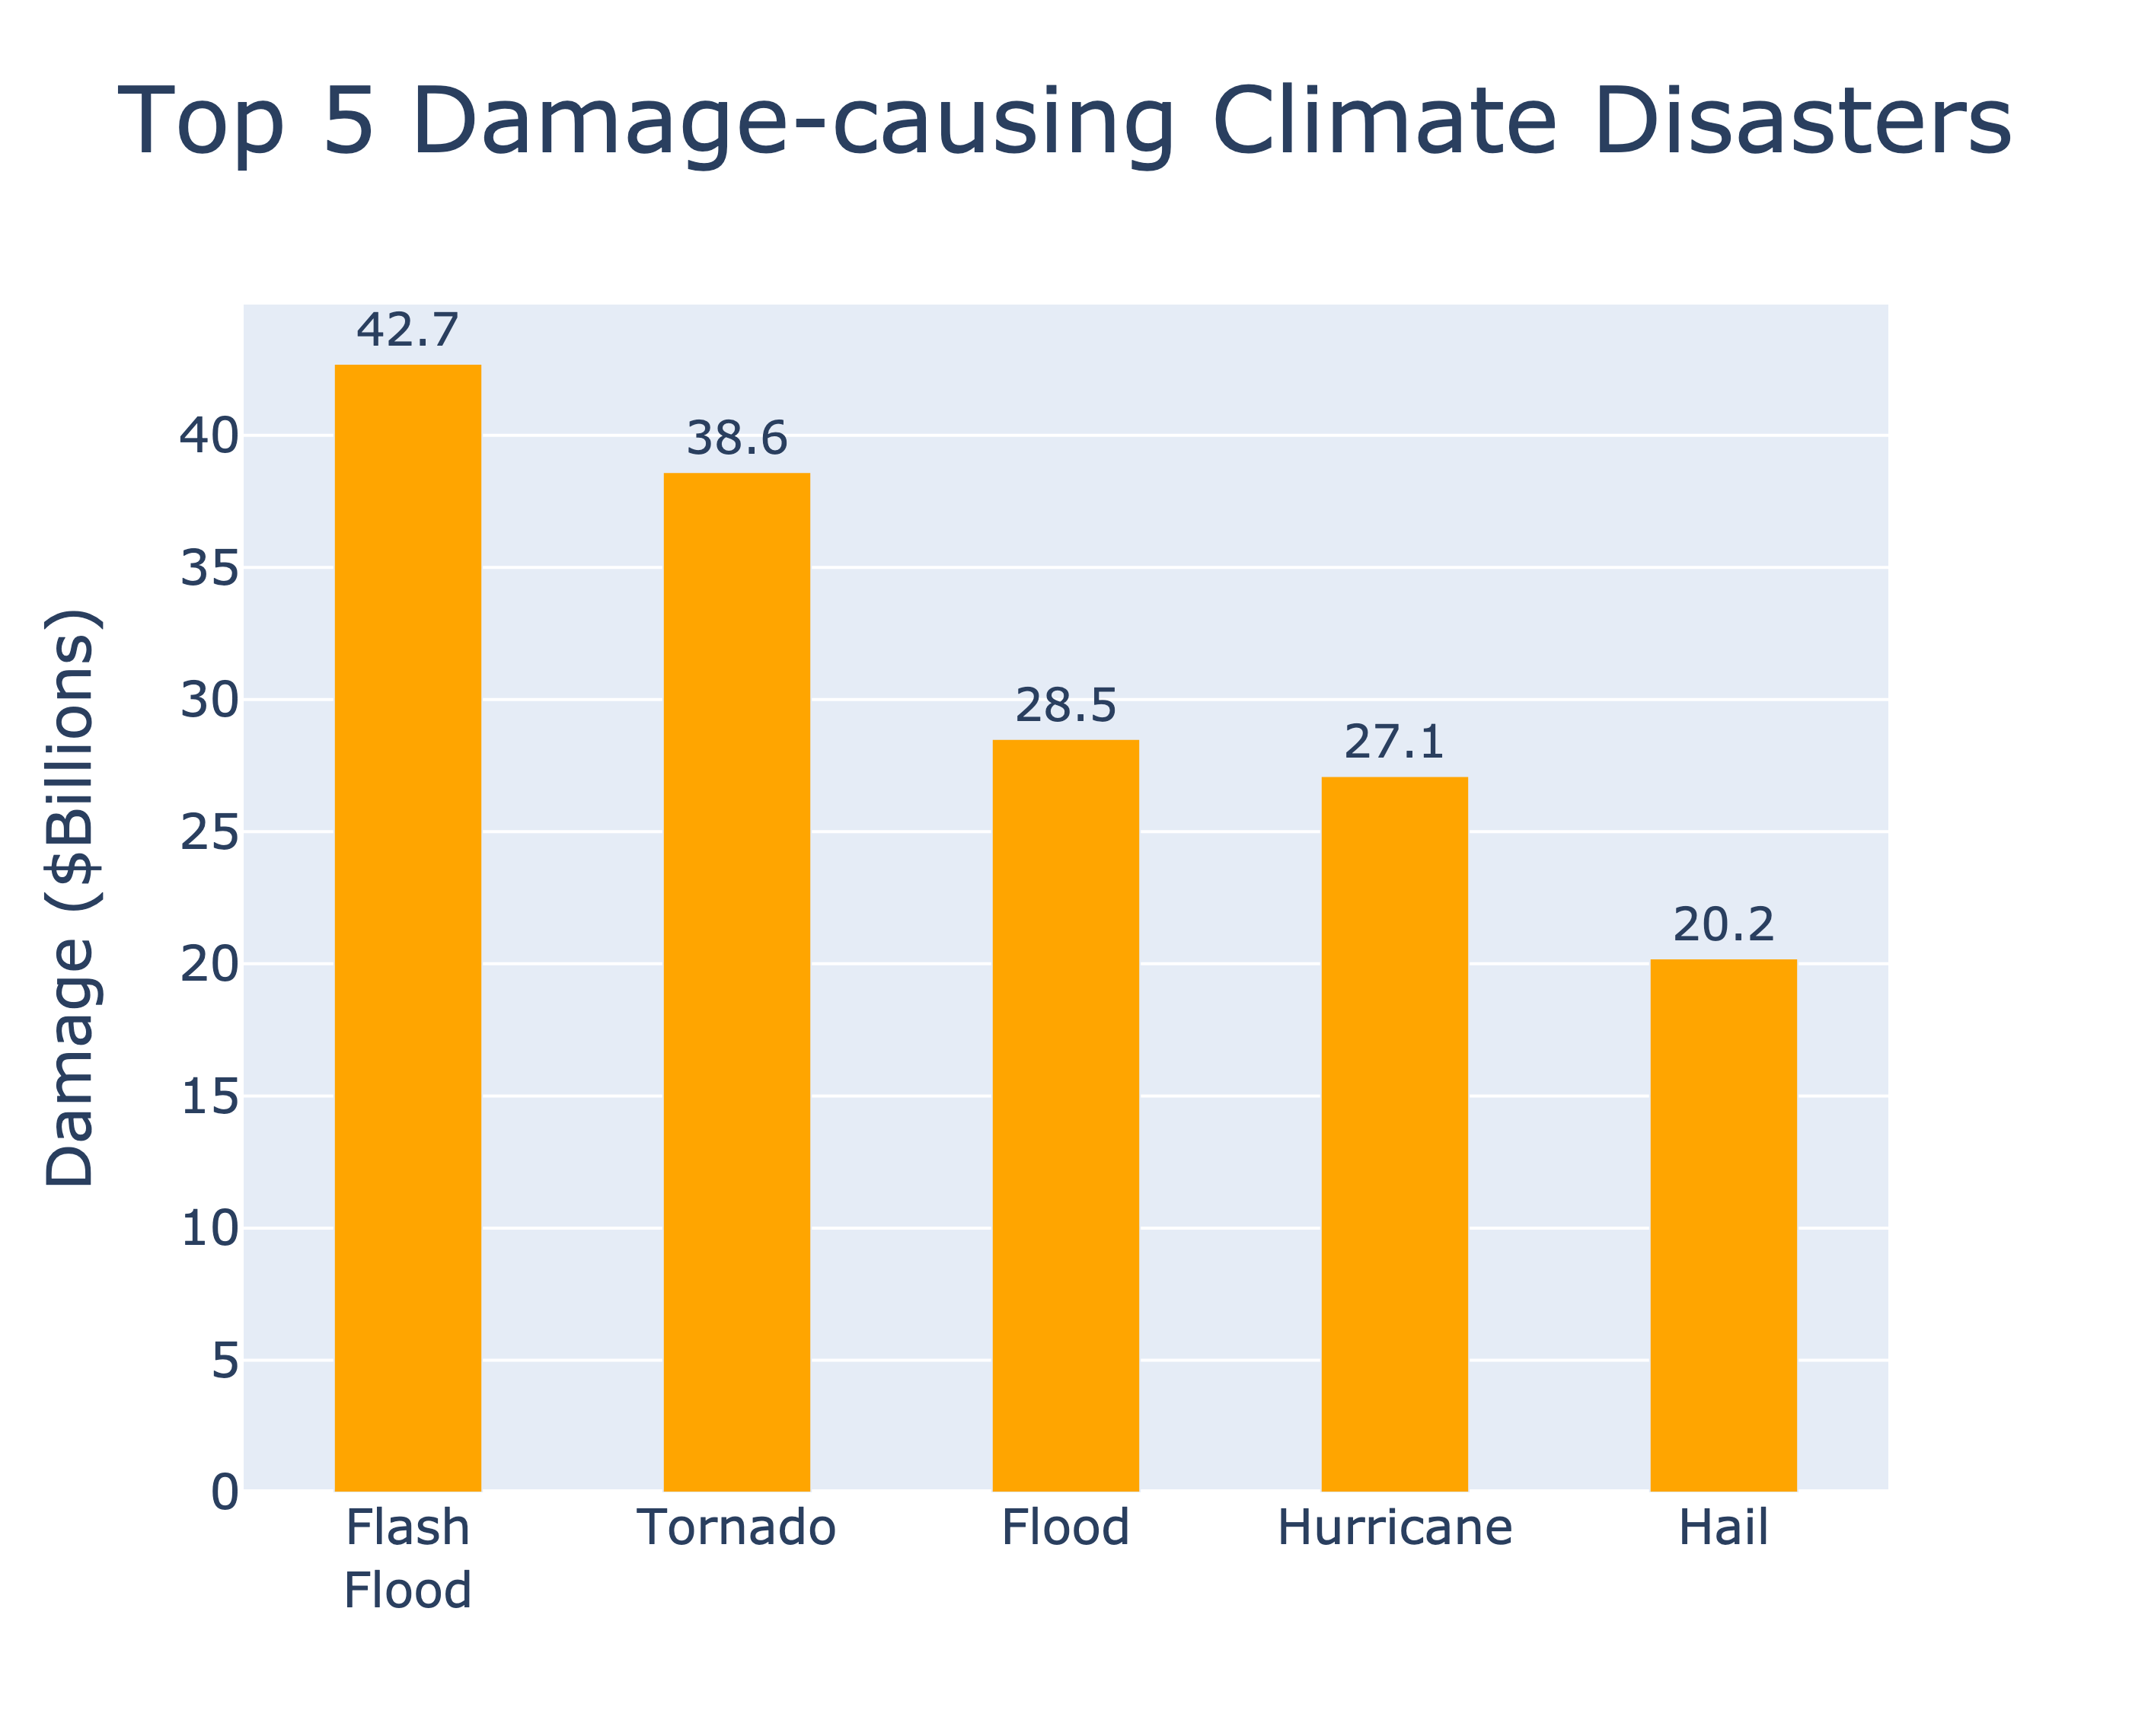 Top 5 Damage-causing Climate Disasters
Damage ($Billions)
42.7
38.6
28.5
27.1
20.2
40
35
30
25
20
15
10
5
0
Flash
Flood
Tornado
Flood
Hurricane
Hail